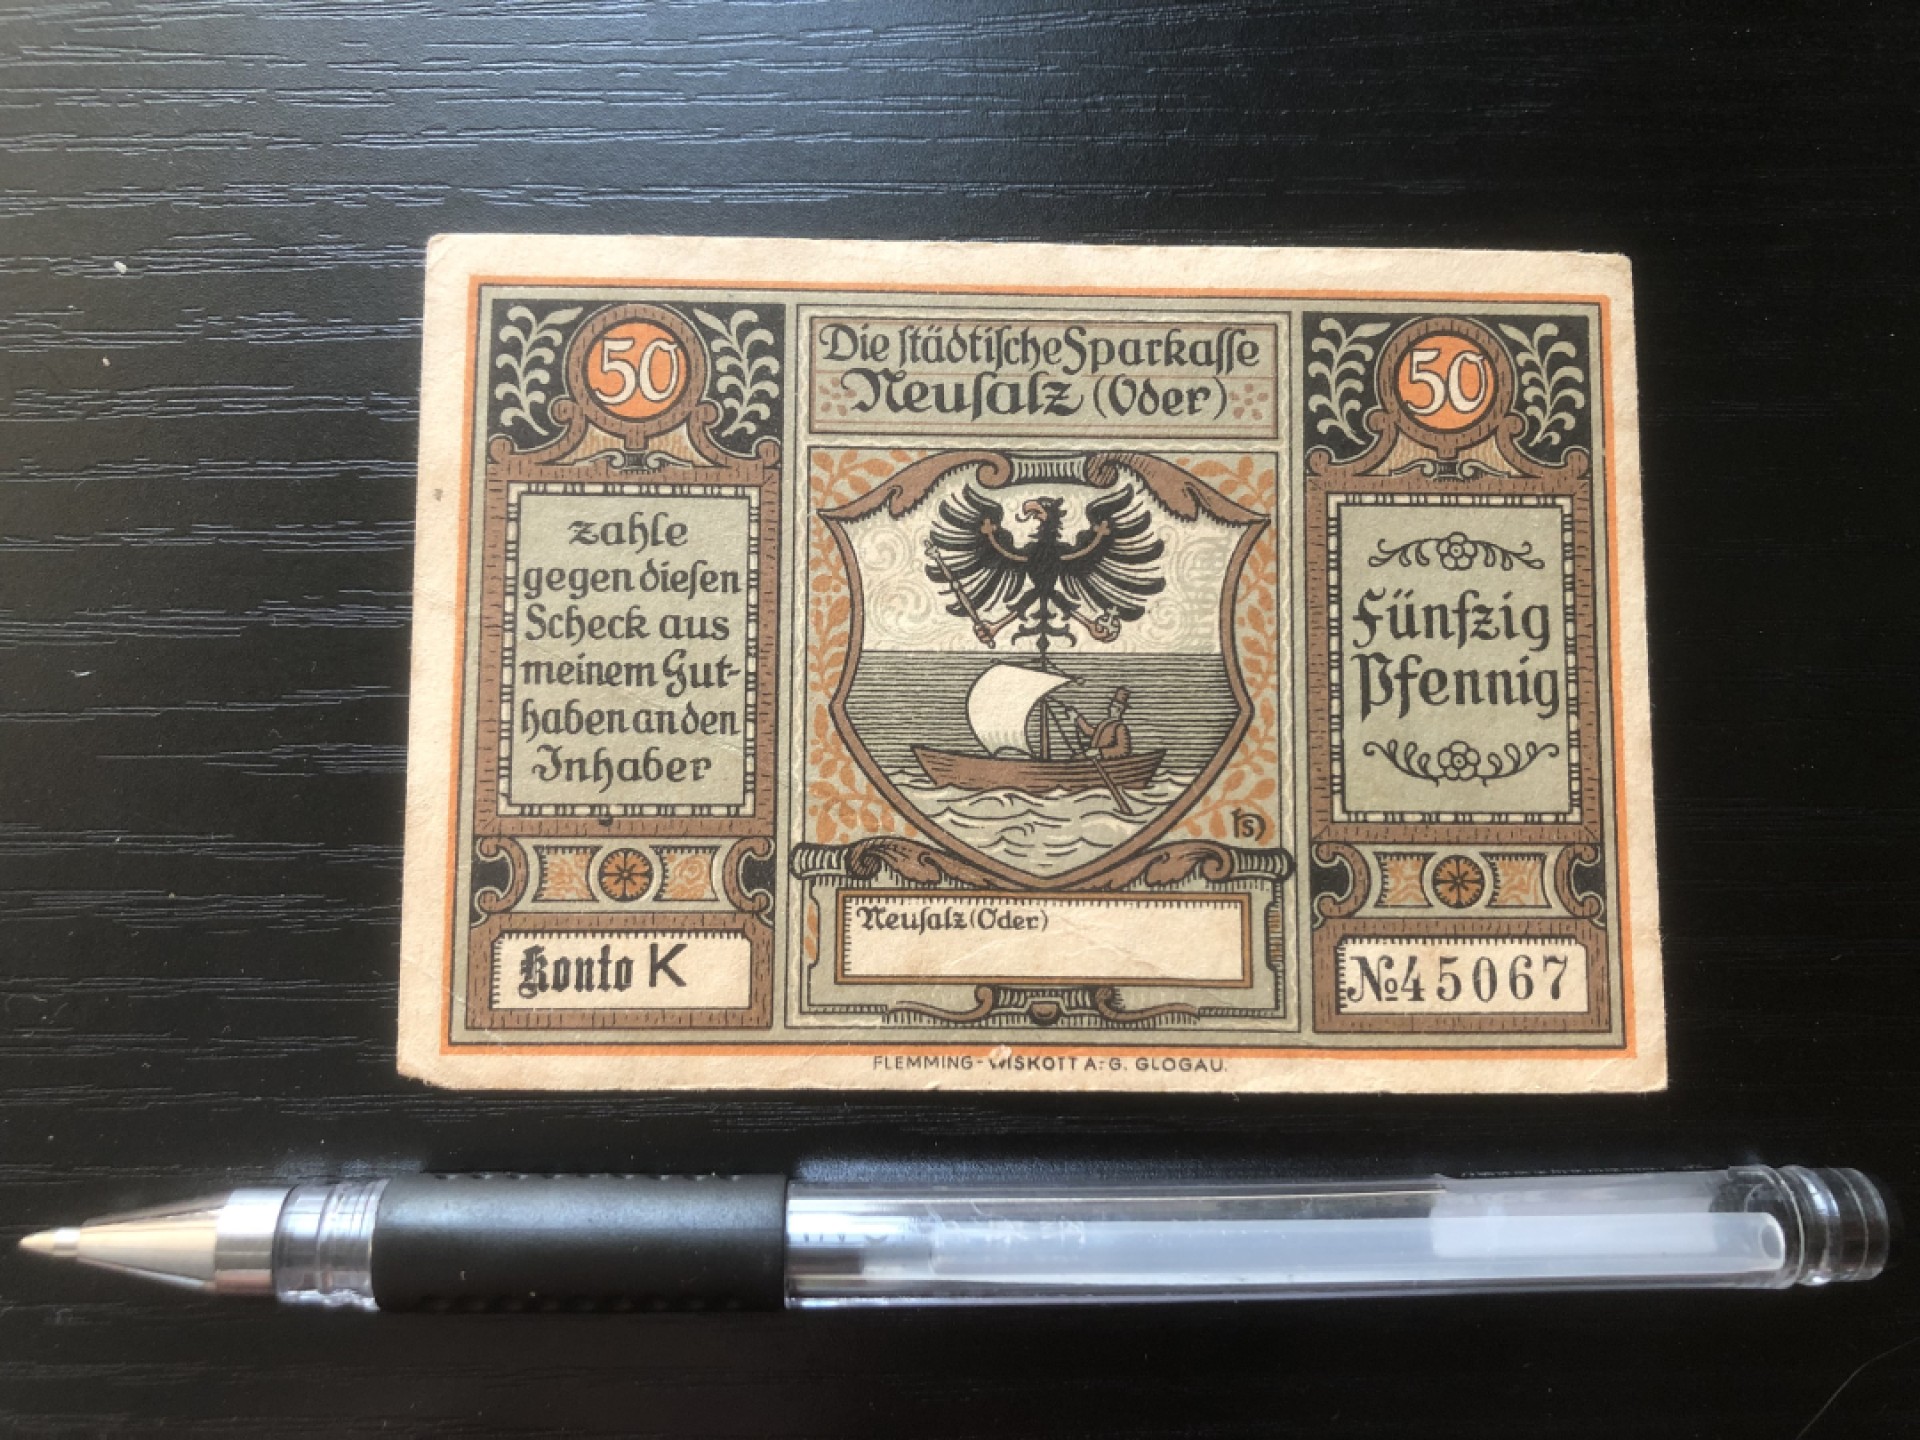 50
50
Die städtische Sparkasse
Neusalz (Oder)
zahle
gegen diesen
Scheck aus
meinem Gut-
haben an den
Inhaber
Fünfzig
Pfennig
Neusalz (Oder)
Konto K
№ 45067
FLEMMING-WISKOTT A.-G. GLOGAU.